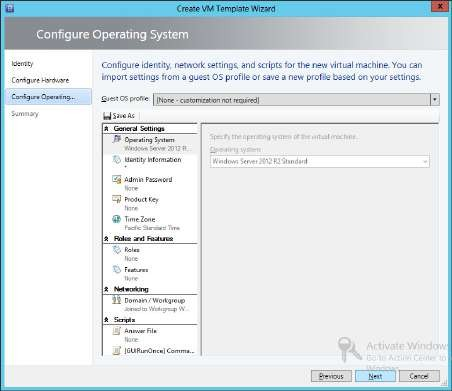 Create VM Template Wizard
Configure Operating System
Identity
Configure Hardware
Configure Operating...
Summary
Configure identity, network settings, and scripts for the new virtual machine. You can
import settings from a guest OS profile or save a new profile based on your settings.
Guest OS profile:
[None - customization not required]
Save As
General Settings
Operating System
Windows Server 2012 R...
Identity Information
*
Admin Password
None
Product Key
None
Time Zone
Pacific Standard Time
Roles and Features
Roles
None
Features
None
Networking
Domain / Workgroup
Joined to Workgroup W...
Scripts
Answer File
None
[GUIRunOnce] Comma...
None
Specify the operating system of the virtual machine.
Operating system:
Windows Server 2012 R2 Standard
Activate Windows
Go to Action Center to
Windows.
Previous
Next
Cancel